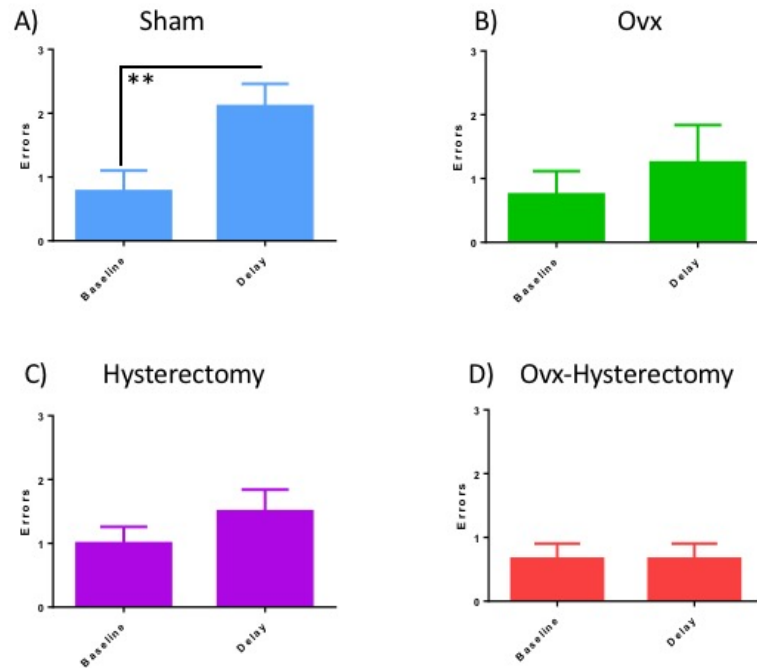 A) Sham
3
2
1
0
Errors
**
Baseline
Delay
B) Ovx
3
2
1
0
Errors
Baseline
Delay
C) Hysterectomy
3
2
1
0
Errors
Baseline
Delay
D) Ovx-Hysterectomy
3
2
1
0
Errors
Baseline
Delay